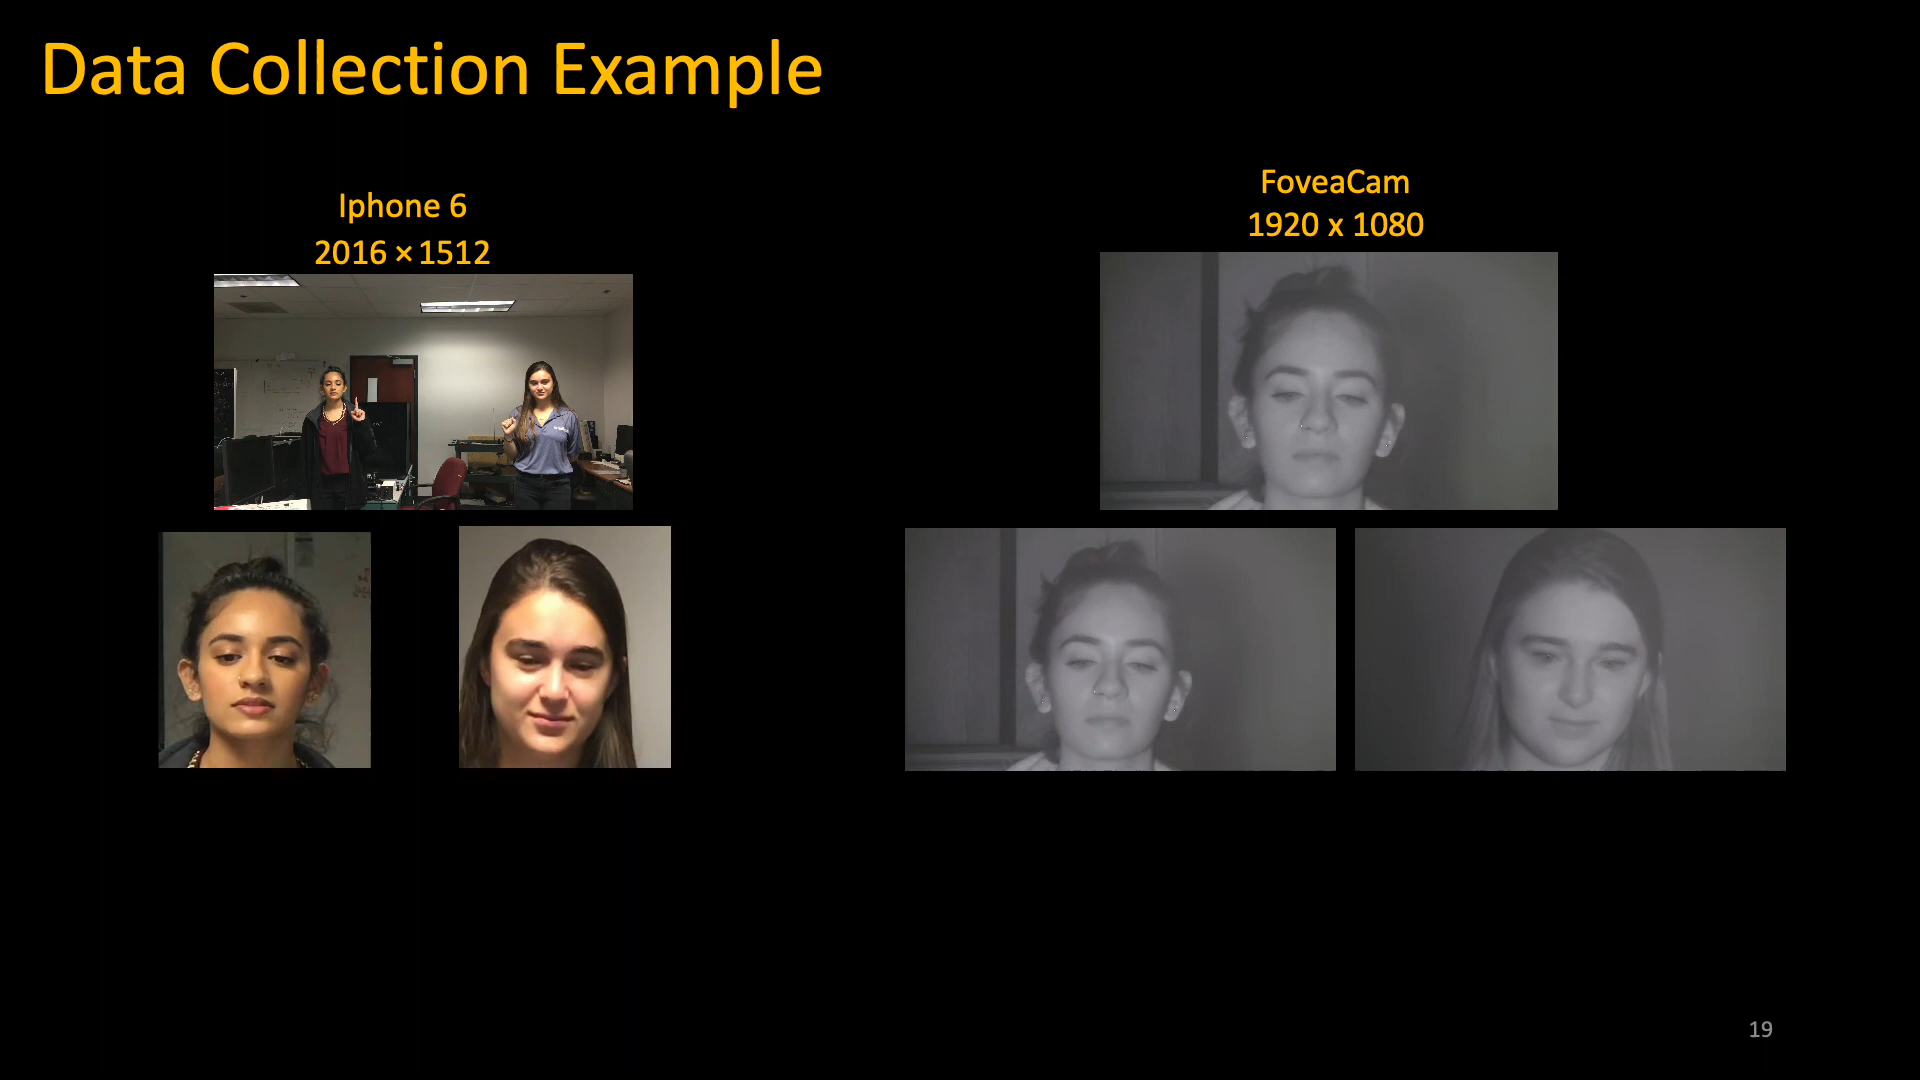 Data Collection Example
Iphone 6
2016 × 1512
FoveaCam
1920 x 1080
19